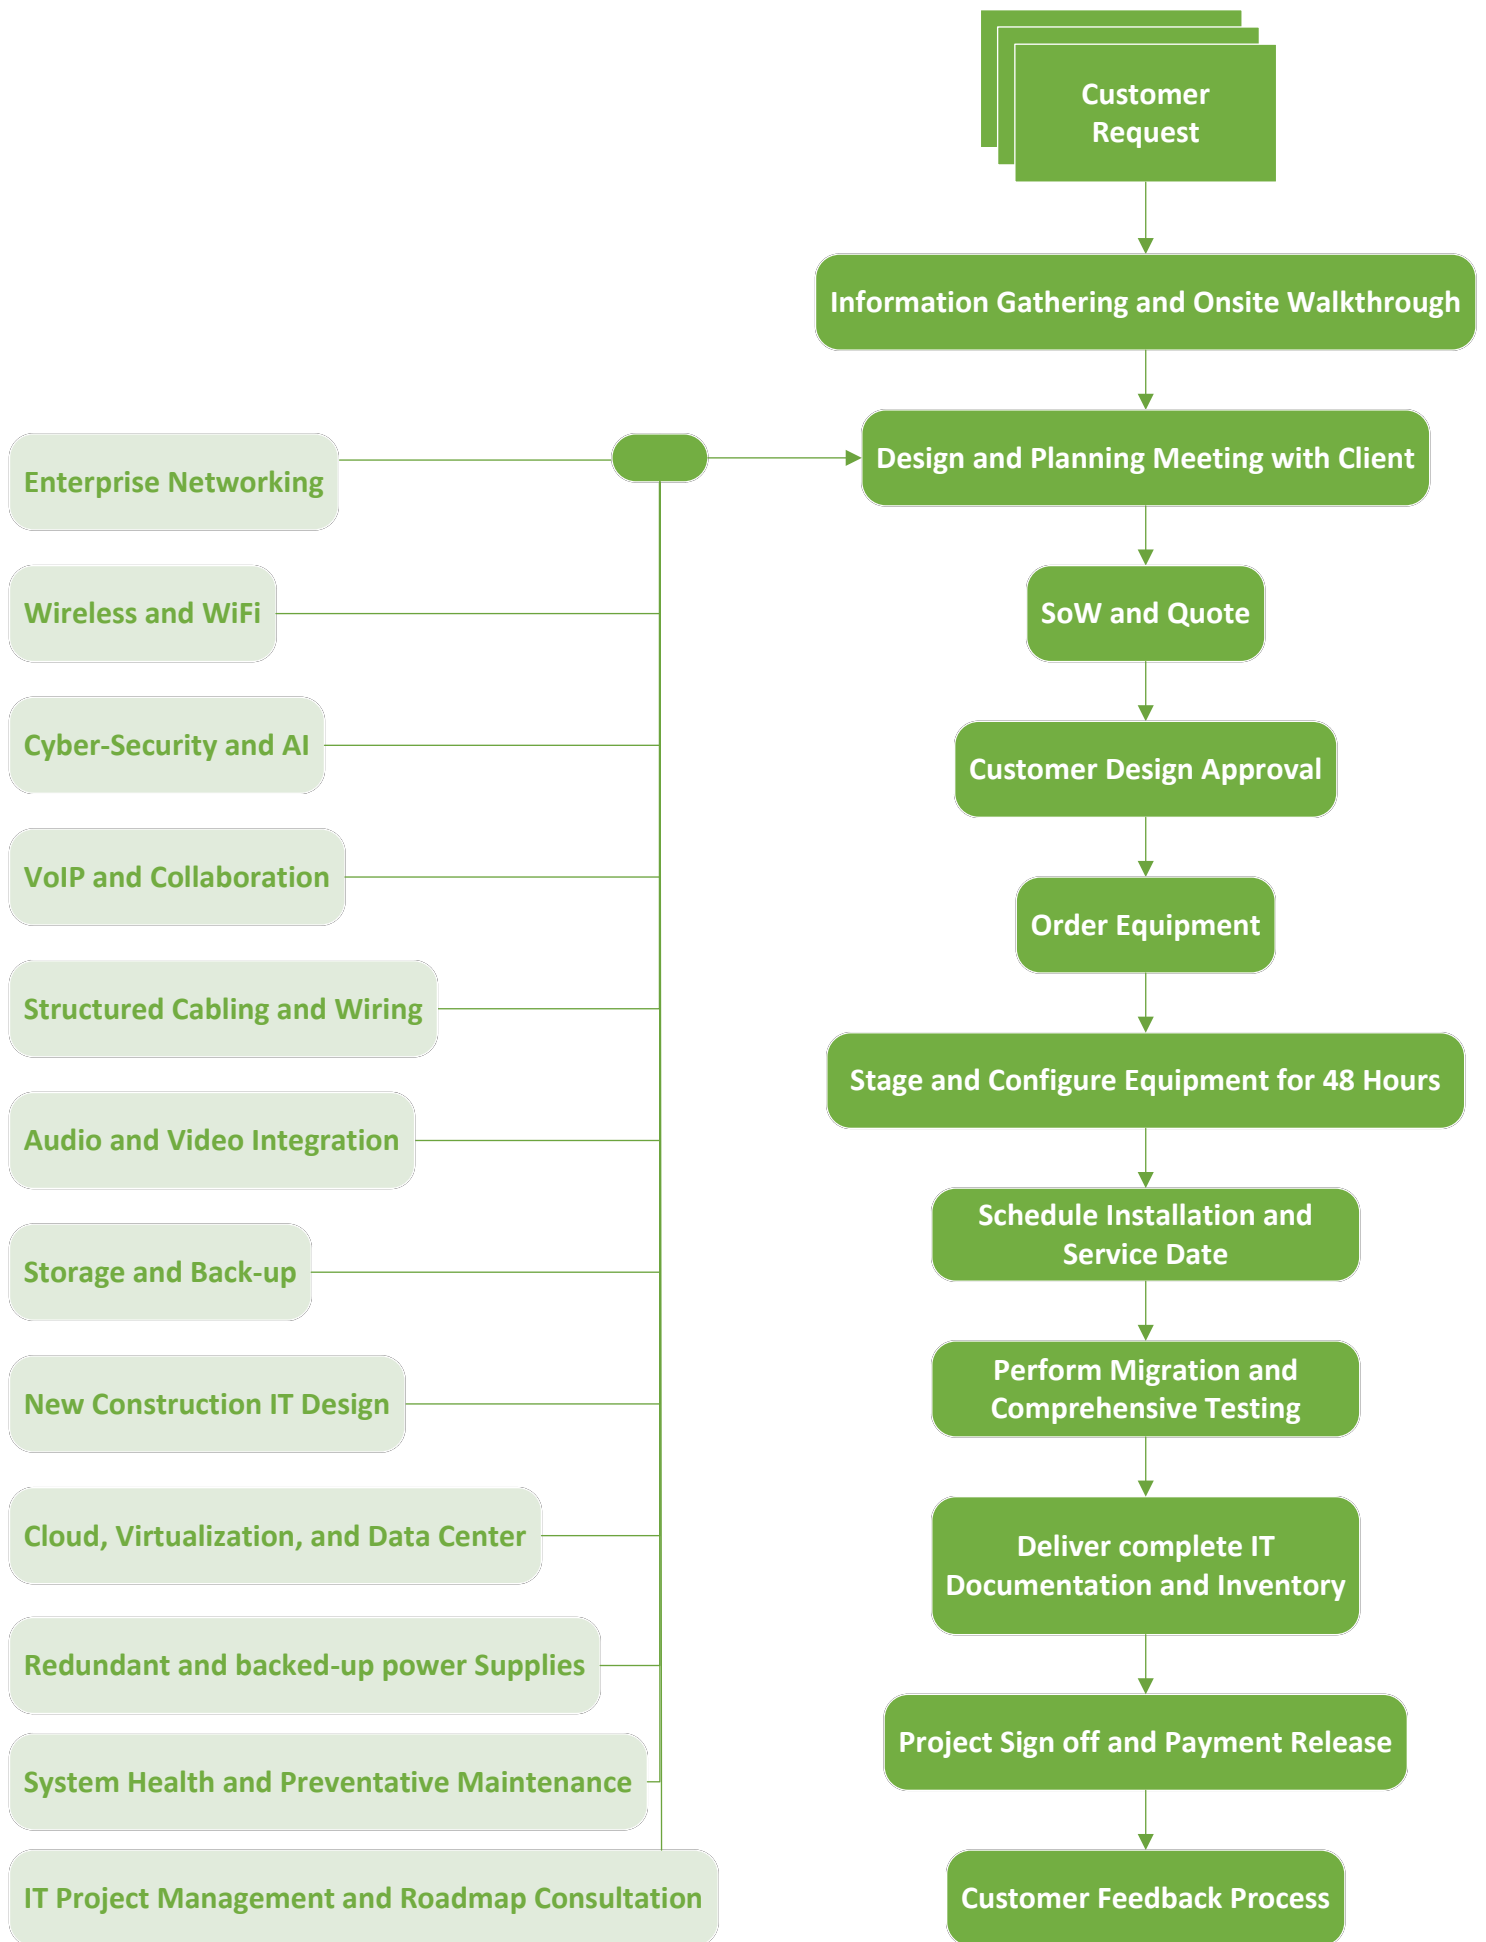 Customer
Request
Information Gathering and Onsite Walkthrough
Design and Planning Meeting with Client
SoW and Quote
Customer Design Approval
Order Equipment
Stage and Configure Equipment for 48 Hours
Schedule Installation and
Service Date
Perform Migration and
Comprehensive Testing
Deliver complete IT
Documentation and Inventory
Project Sign off and Payment Release
Customer Feedback Process
Enterprise Networking
Wireless and WiFi
Cyber-Security and AI
VoIP and Collaboration
Structured Cabling and Wiring
Audio and Video Integration
Storage and Back-up
New Construction IT Design
Cloud, Virtualization, and Data Center
Redundant and backed-up power Supplies
System Health and Preventative Maintenance
IT Project Management and Roadmap Consultation